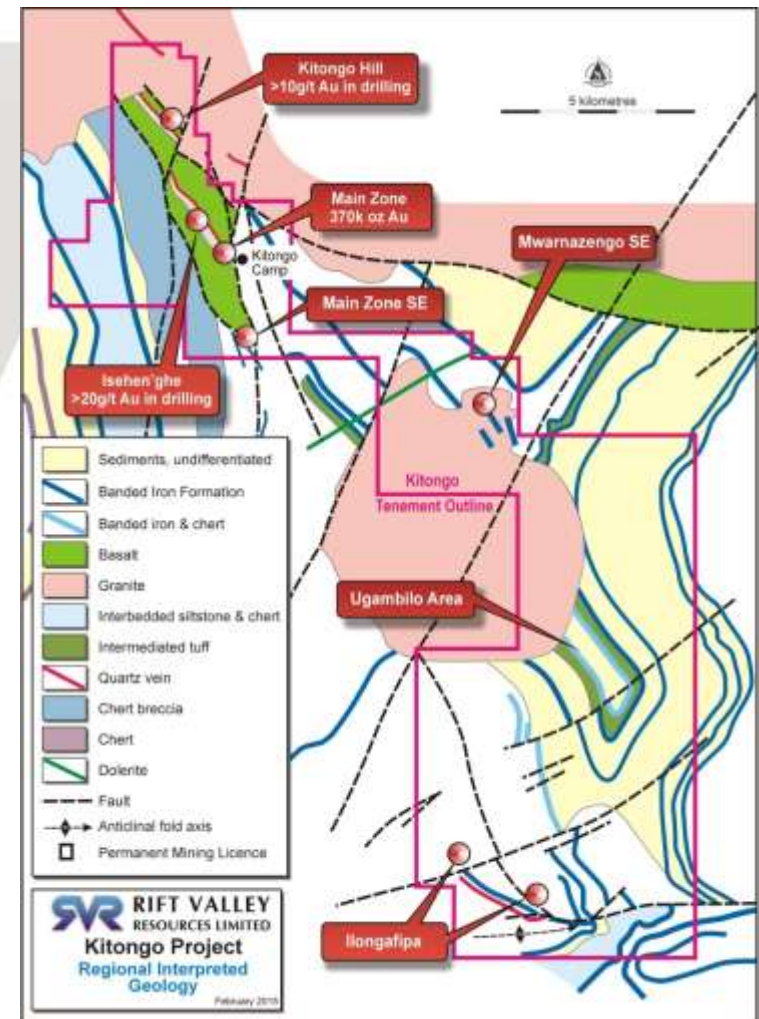 Kitongo Hill
>10g/t Au in drilling
5 kilometres
Main Zone
370k oz Au
Mwarnazengo SE
Kitongo
Camp
Main Zone SE
Isehen'ghe
>20g/t Au in drilling
Kitongo
Tenement Outline
Ugambilo Area
Sediments, undifferentiated
Banded Iron Formation
Banded iron & chert
Basalt
Granite
Interbedded siltstone & chert
Intermediated tuff
Quartz vein
Chert breccia
Chert
Dolerite
Fault
Anticlinal fold axis
Permanent Mining Licence
Ilongafipa
SVR RIFT VALLEY
RESOURCES LIMITED
Kitongo Project
Regional Interpreted
Geology
February 2015